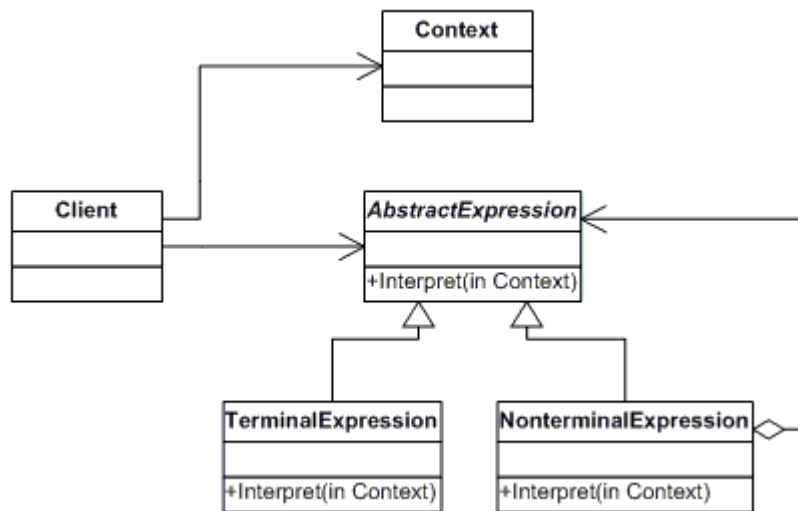 Context
Client
AbstractExpression
+Interpret(in Context)
TerminalExpression
+Interpret(in Context)
NonterminalExpression
+Interpret(in Context)